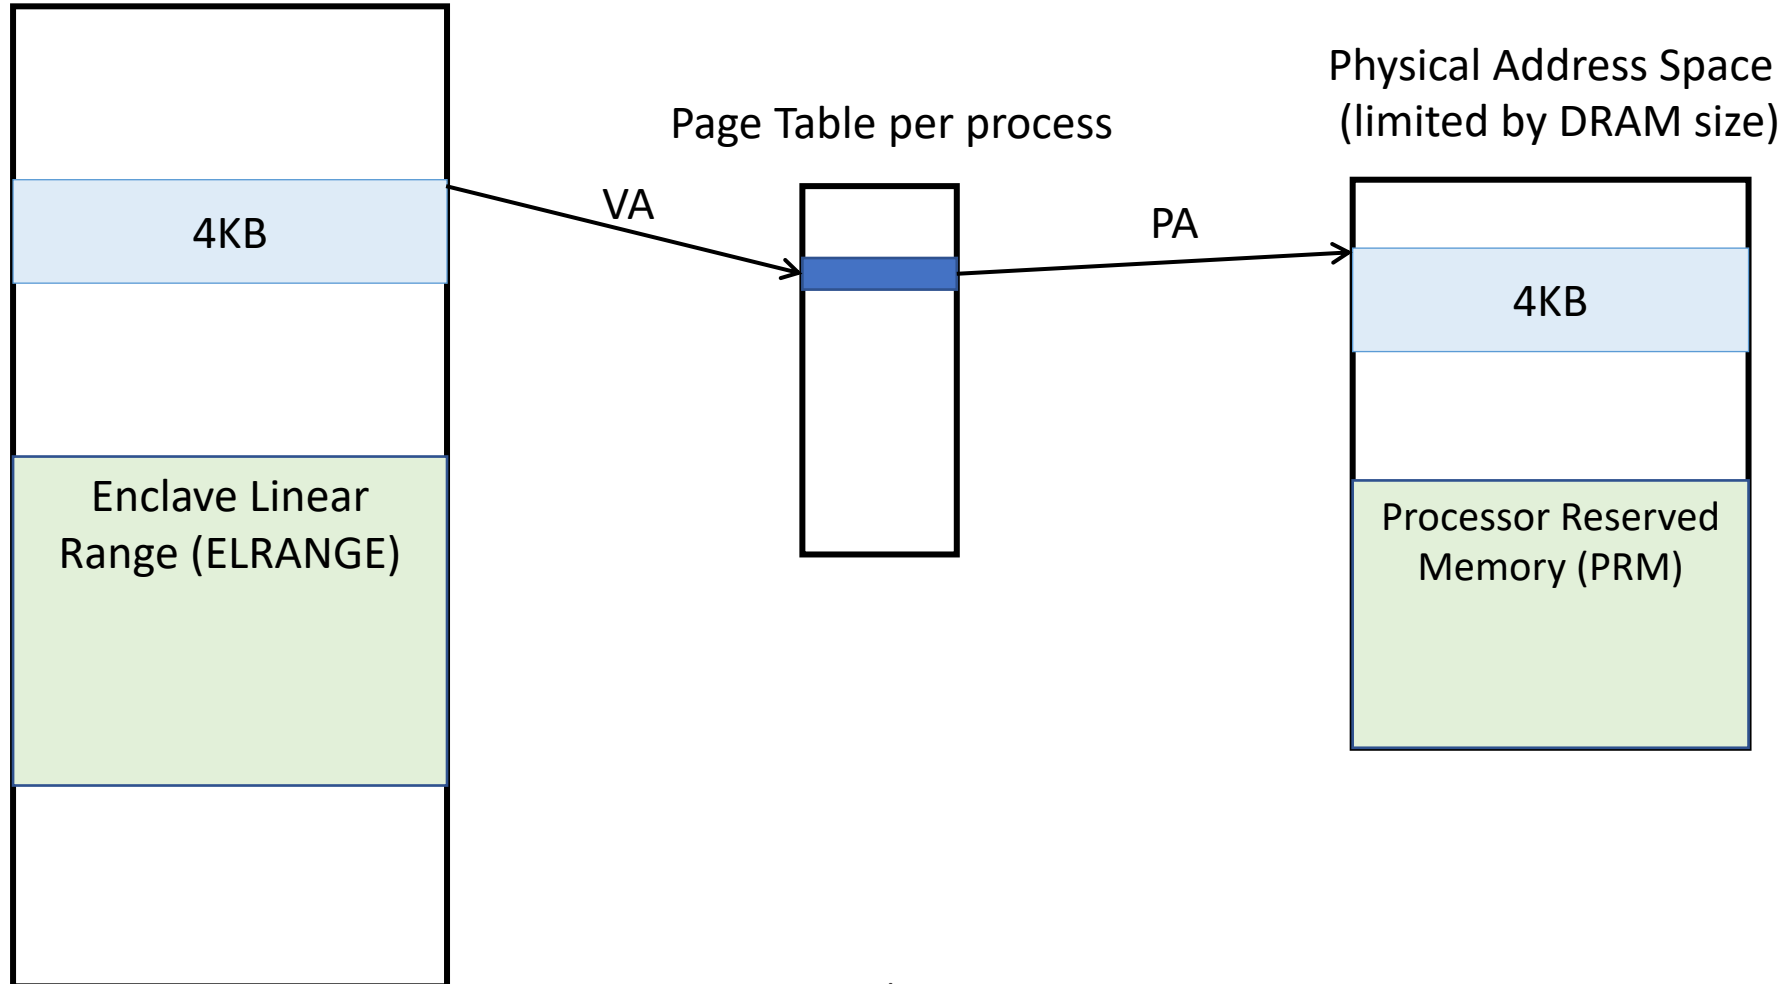 Physical Address Space
(limited by DRAM size)
Page Table per process
VA
PA
4KB
4KB
Enclave Linear
Range (ELRANGE)
Processor Reserved
Memory (PRM)